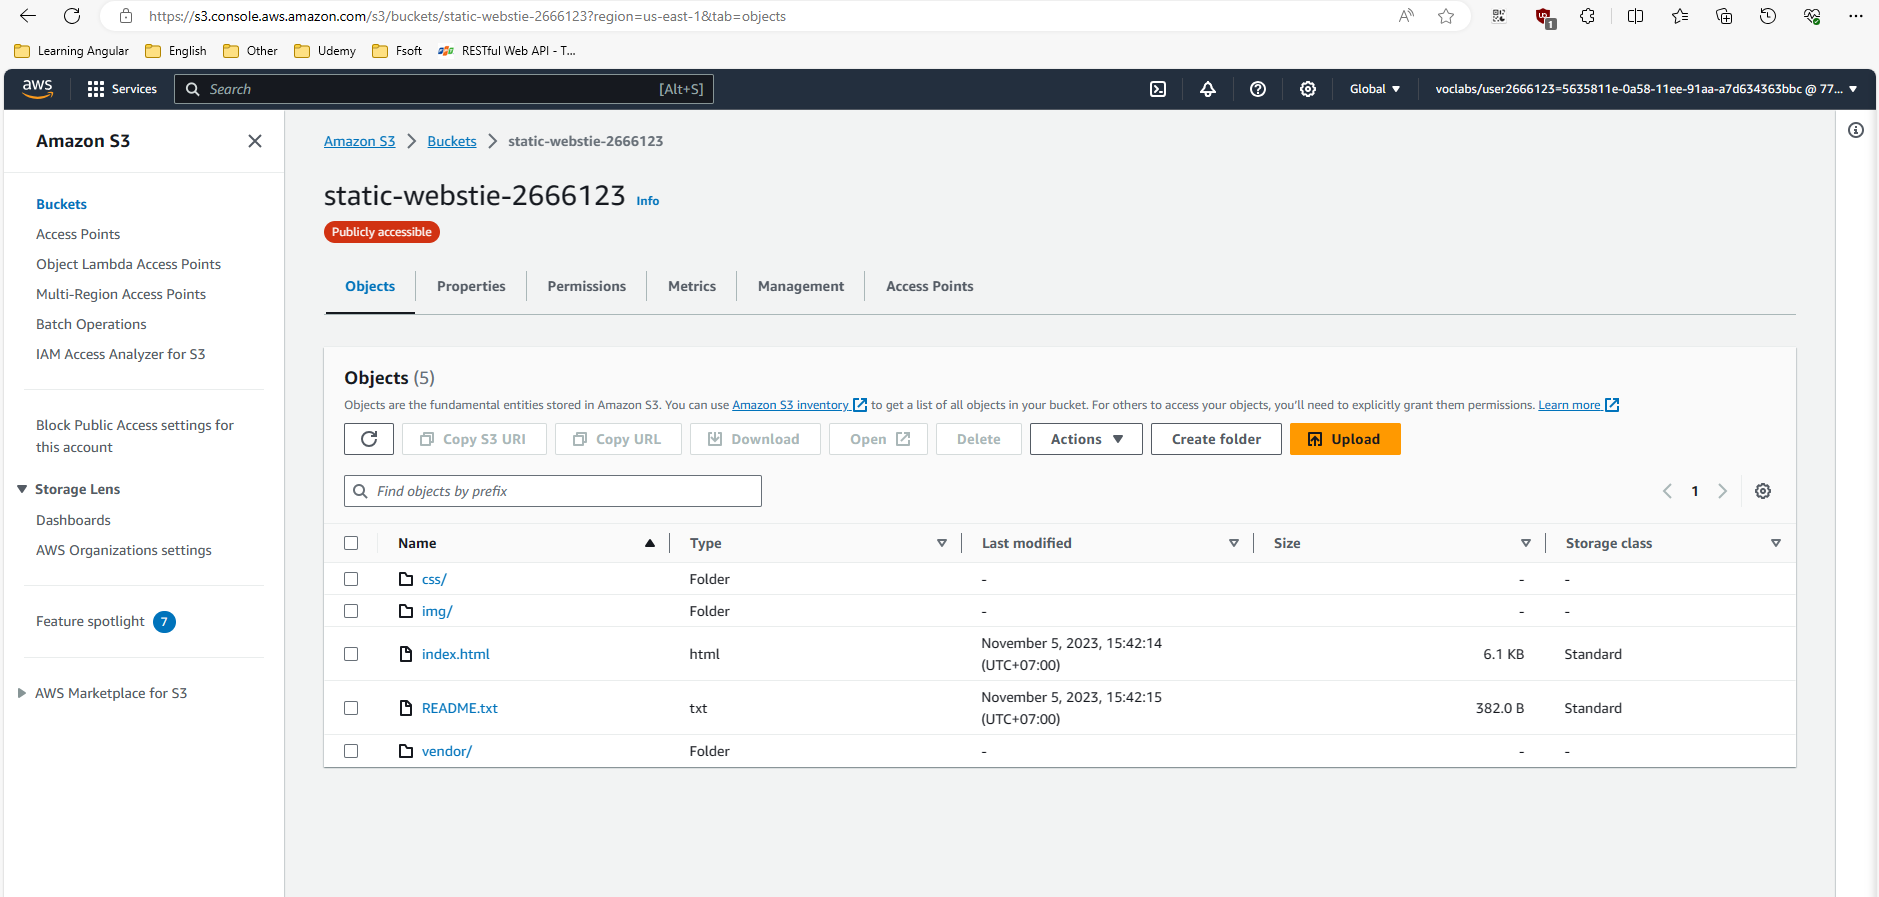 https://s3.console.aws.amazon.com/s3/buckets/static-webstie-2666123?region=us-east-1&tab=objects
1
Learning Angular English Other Udemy Fsoft RESTful Web API - T...
aws Services Search [Alt+S] Global voclabs/user2666123=5635811e-0a58-11ee-91aa-a7d634363bbc @ 77...
Amazon S3
Buckets
Access Points
Object Lambda Access Points
Multi-Region Access Points
Batch Operations
IAM Access Analyzer for S3
Block Public Access settings for
this account
Storage Lens
Dashboards
AWS Organizations settings
Feature spotlight 7
AWS Marketplace for S3
Amazon S3 Buckets static-webstie-2666123
static-webstie-2666123 Info
Publicly accessible
Objects Properties Permissions Metrics Management Access Points
Objects (5)
Objects are the fundamental entities stored in Amazon S3. You can use Amazon S3 inventory to get a list of all objects in your bucket. For others to access your objects, you'll need to explicitly grant them permissions. Learn more
Copy S3 URI Copy URL Download Open Delete Actions Create folder Upload
Find objects by prefix 1
Name Type Last modified Size Storage class
css/ Folder - - -
img/ Folder - - -
index.html html November 5, 2023, 15:42:14 (UTC+07:00) 6.1 KB Standard
README.txt txt November 5, 2023, 15:42:15 (UTC+07:00) 382.0 B Standard
vendor/ Folder - - -